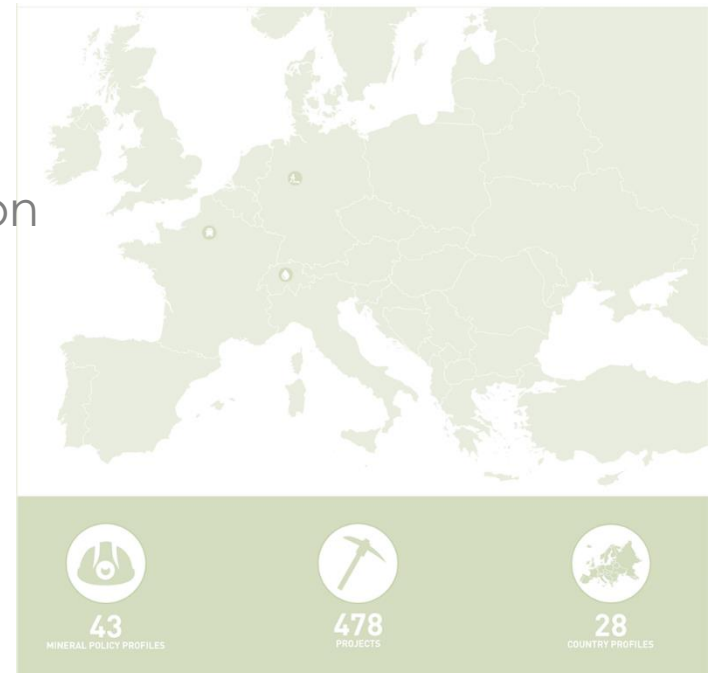 on
43
MINERAL POLICY PROFILES
478
PROJECTS
28
COUNTRY PROFILES